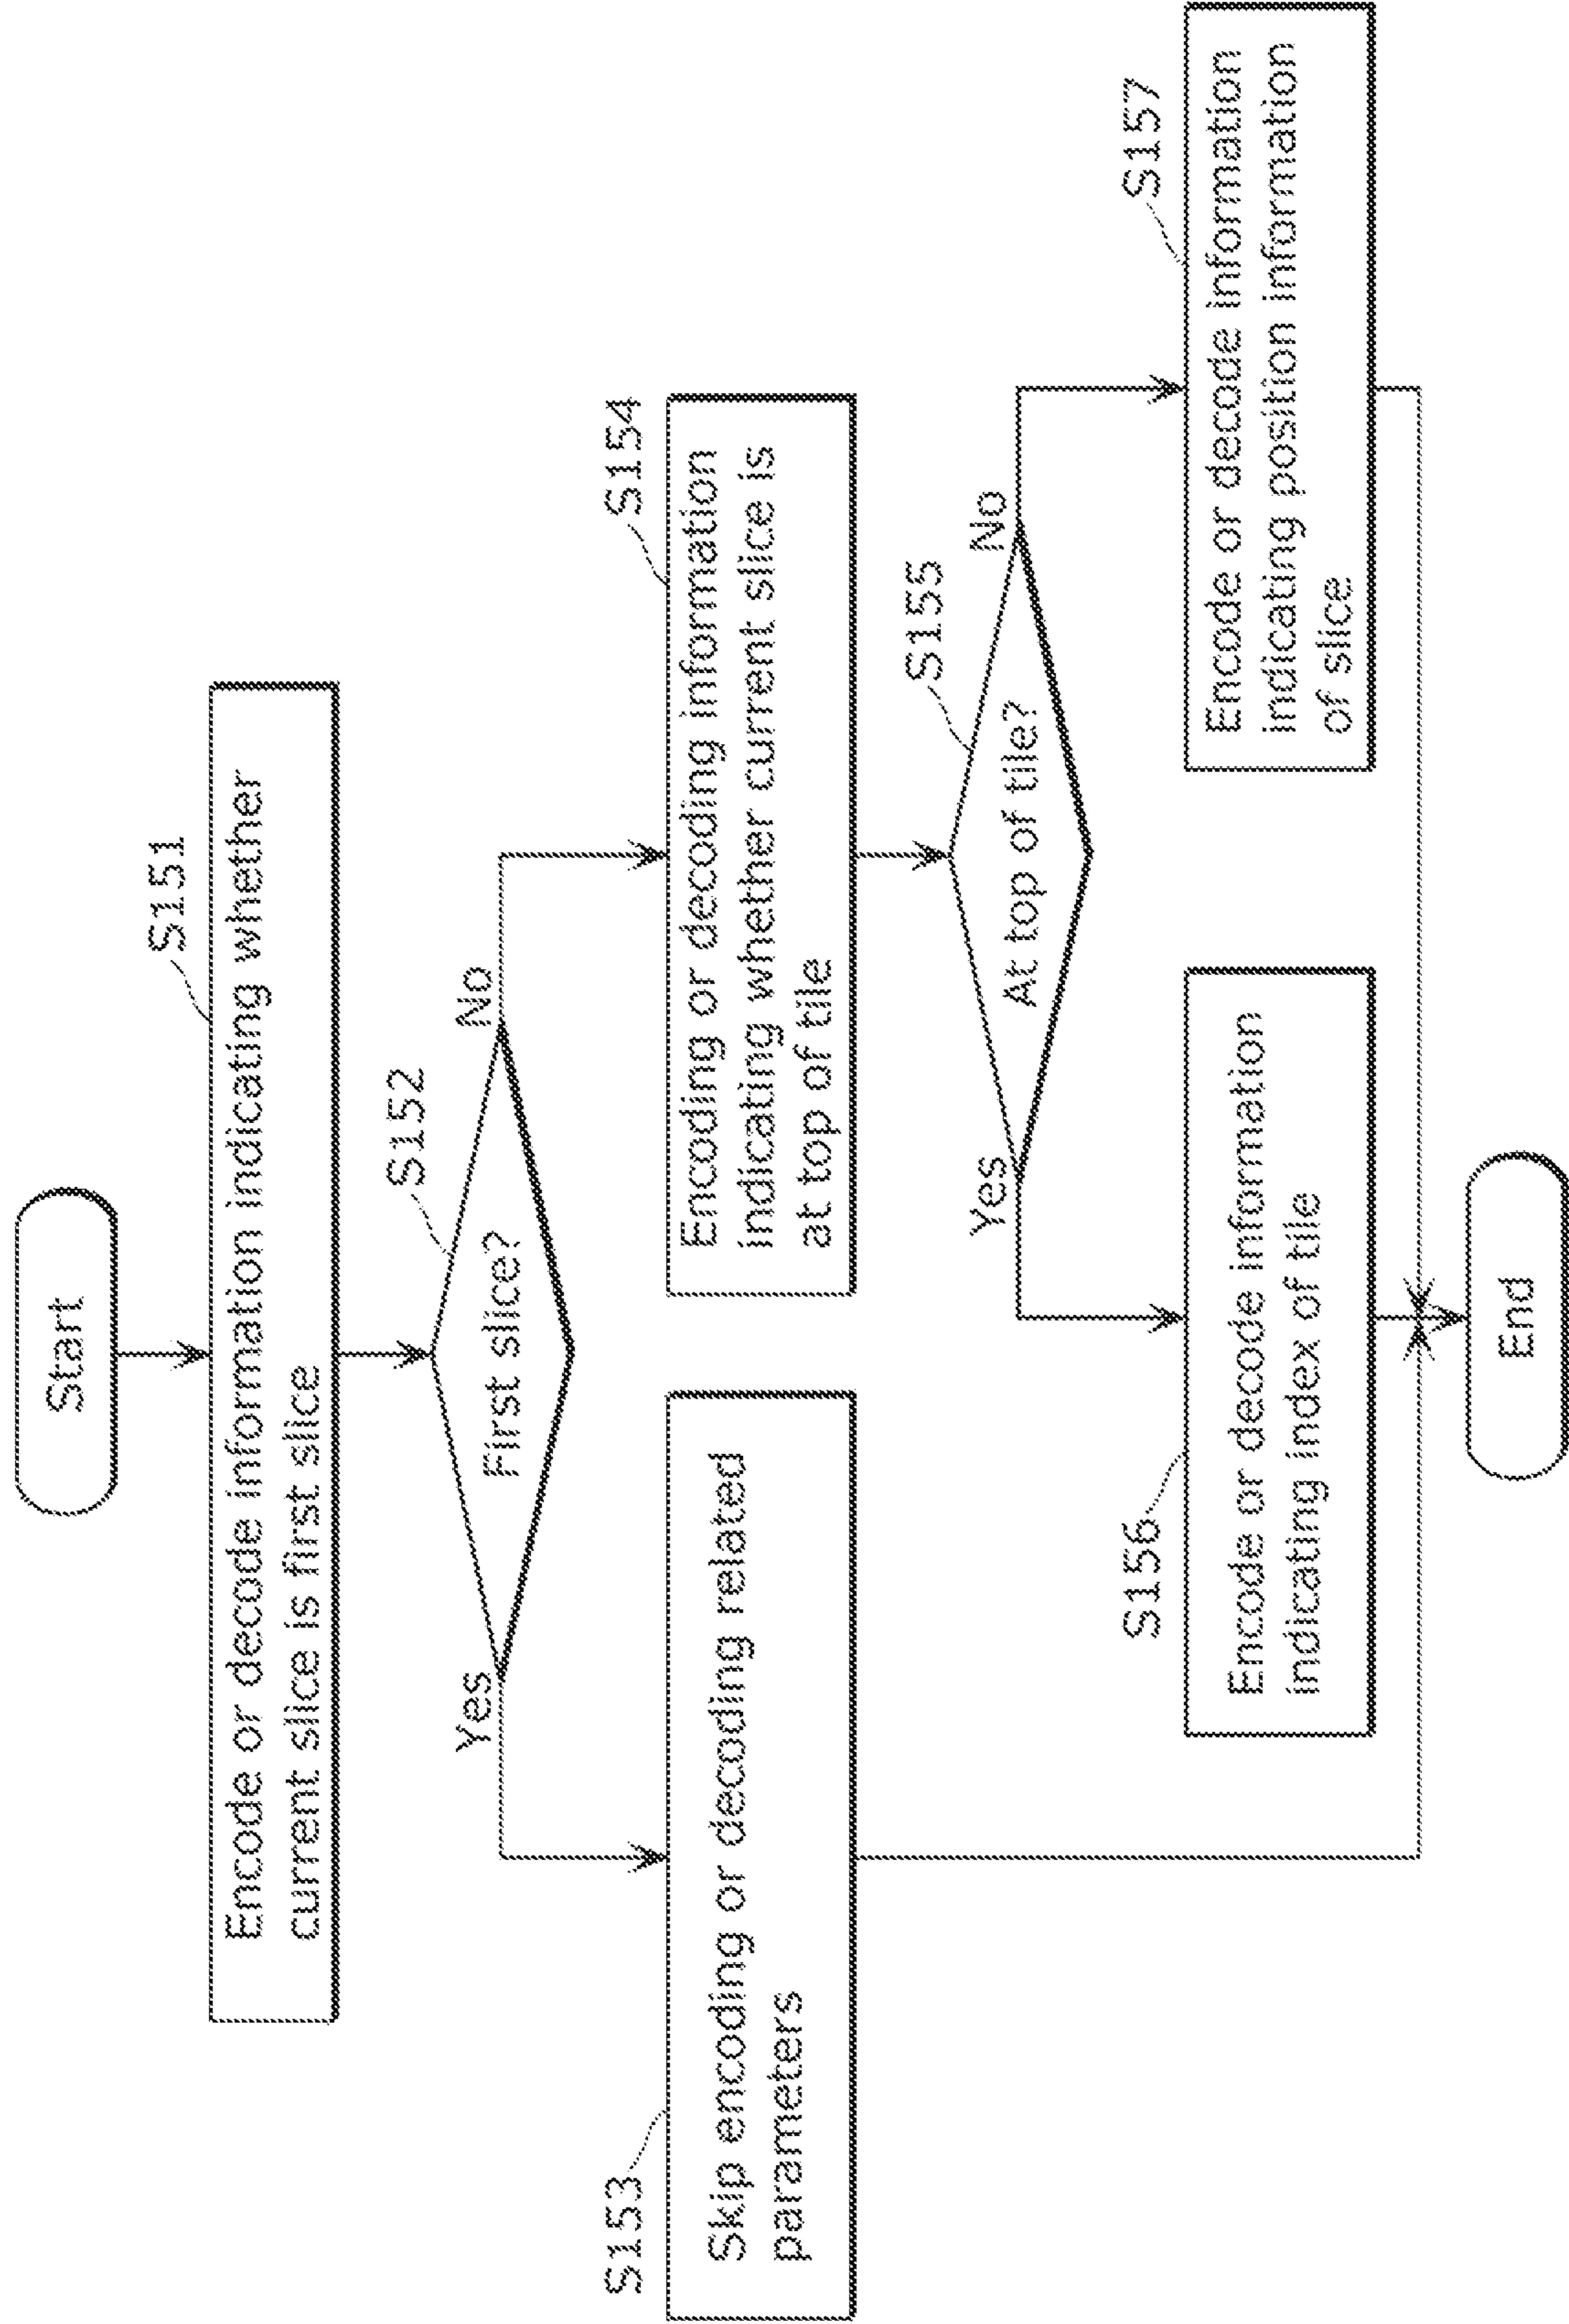 Start
S151
Encode or decode information indicating whether
current slice is first slice
S152
First slice?
Yes
No
S153
Skip encoding or decoding related
parameters
S154
Encoding or decoding information
indicating whether current slice is
at top of tile
S155
At top of tile?
Yes
No
S156
Encode or decode information
indicating index of tile
S157
Encode or decode information
indicating position information
of slice
End